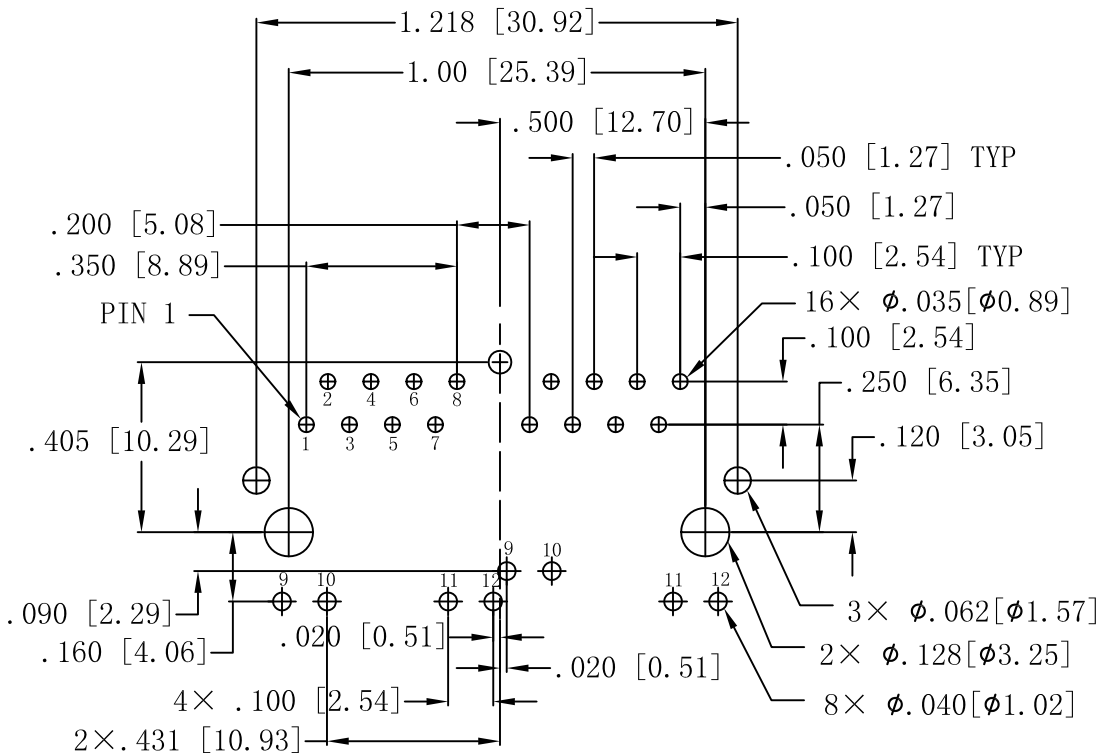 1.218 [30.92]
1.00 [25.39]
.500 [12.70]
.050 [1.27] TYP
.050 [1.27]
.200 [5.08]
.350 [8.89]
.100 [2.54] TYP
PIN 1
16× ϕ.035[ϕ0.89]
.100 [2.54]
.250 [6.35]
2 4 6 8
1 3 5 7
.405 [10.29]
.120 [3.05]
9 10
9 10 11 12
11 12
.090 [2.29]
.160 [4.06]
.020 [0.51]
.020 [0.51]
3× ϕ.062[ϕ1.57]
2× ϕ.128[ϕ3.25]
8× ϕ.040[ϕ1.02]
4× .100 [2.54]
2×.431 [10.93]